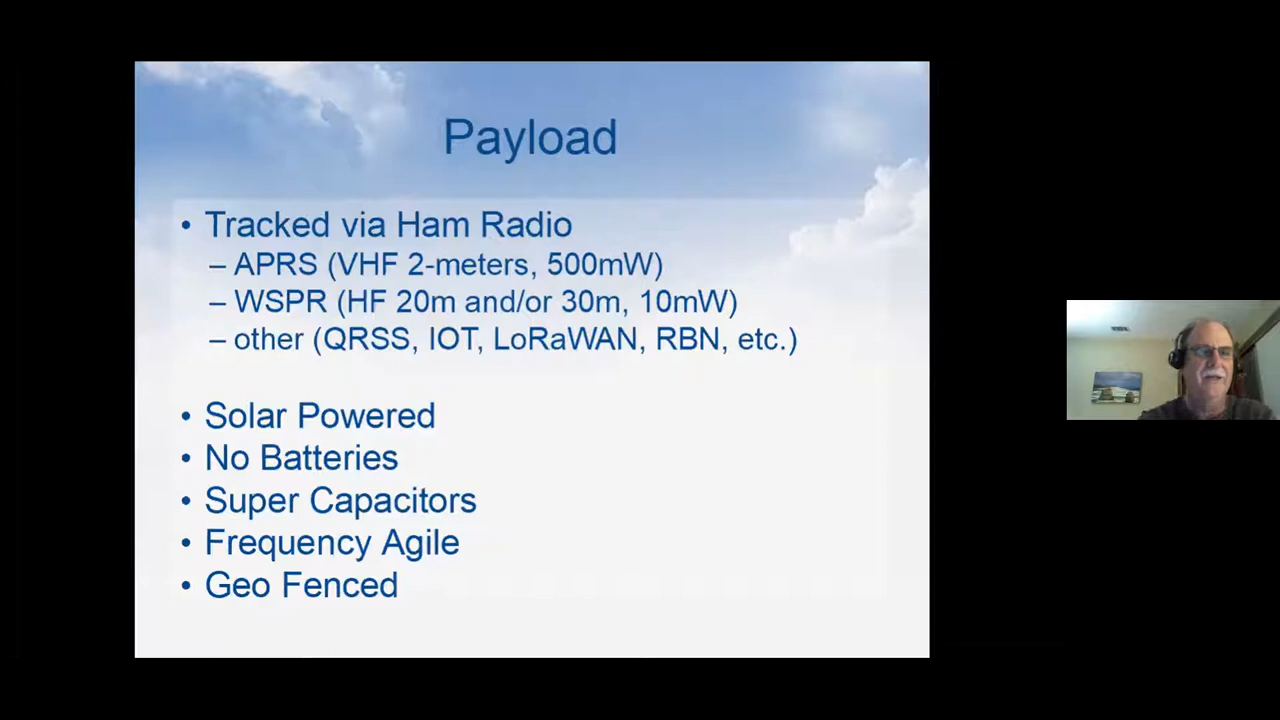 Payload
• Tracked via Ham Radio
– APRS (VHF 2-meters, 500mW)
– WSPR (HF 20m and/or 30m, 10mW)
– other (QRSS, IOT, LoRaWAN, RBN, etc.)
• Solar Powered
• No Batteries
• Super Capacitors
• Frequency Agile
• Geo Fenced